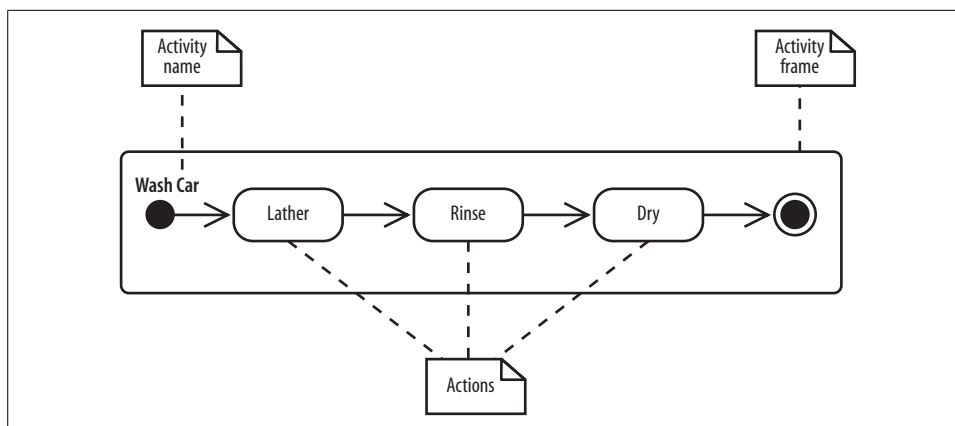 Activity
name
Activity
frame
Wash Car
Lather
Rinse
Dry
Actions